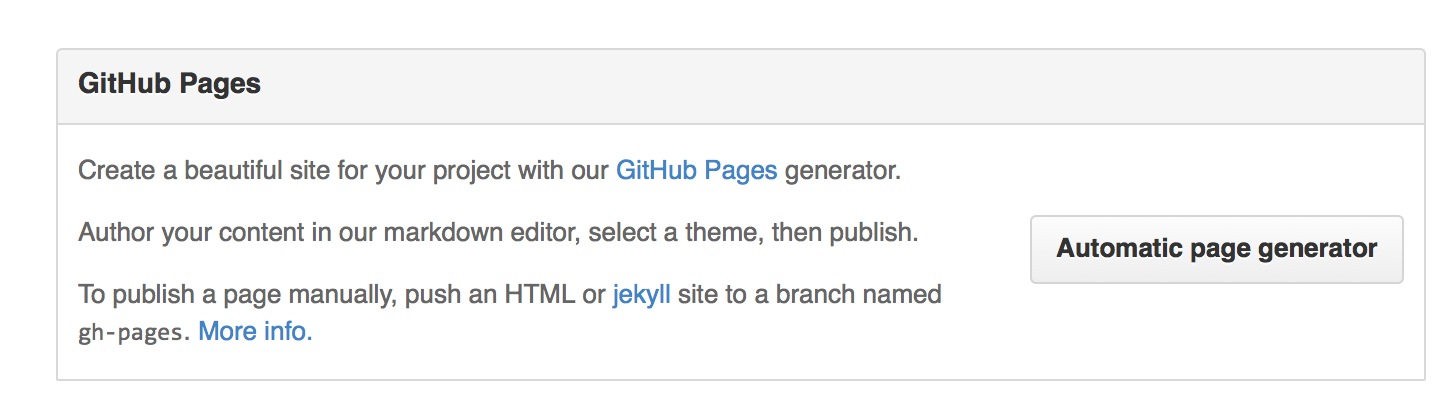 GitHub Pages
Create a beautiful site for your project with our GitHub Pages generator.
Author your content in our markdown editor, select a theme, then publish.
Automatic page generator
To publish a page manually, push an HTML or jekyll site to a branch named
gh-pages. More info.